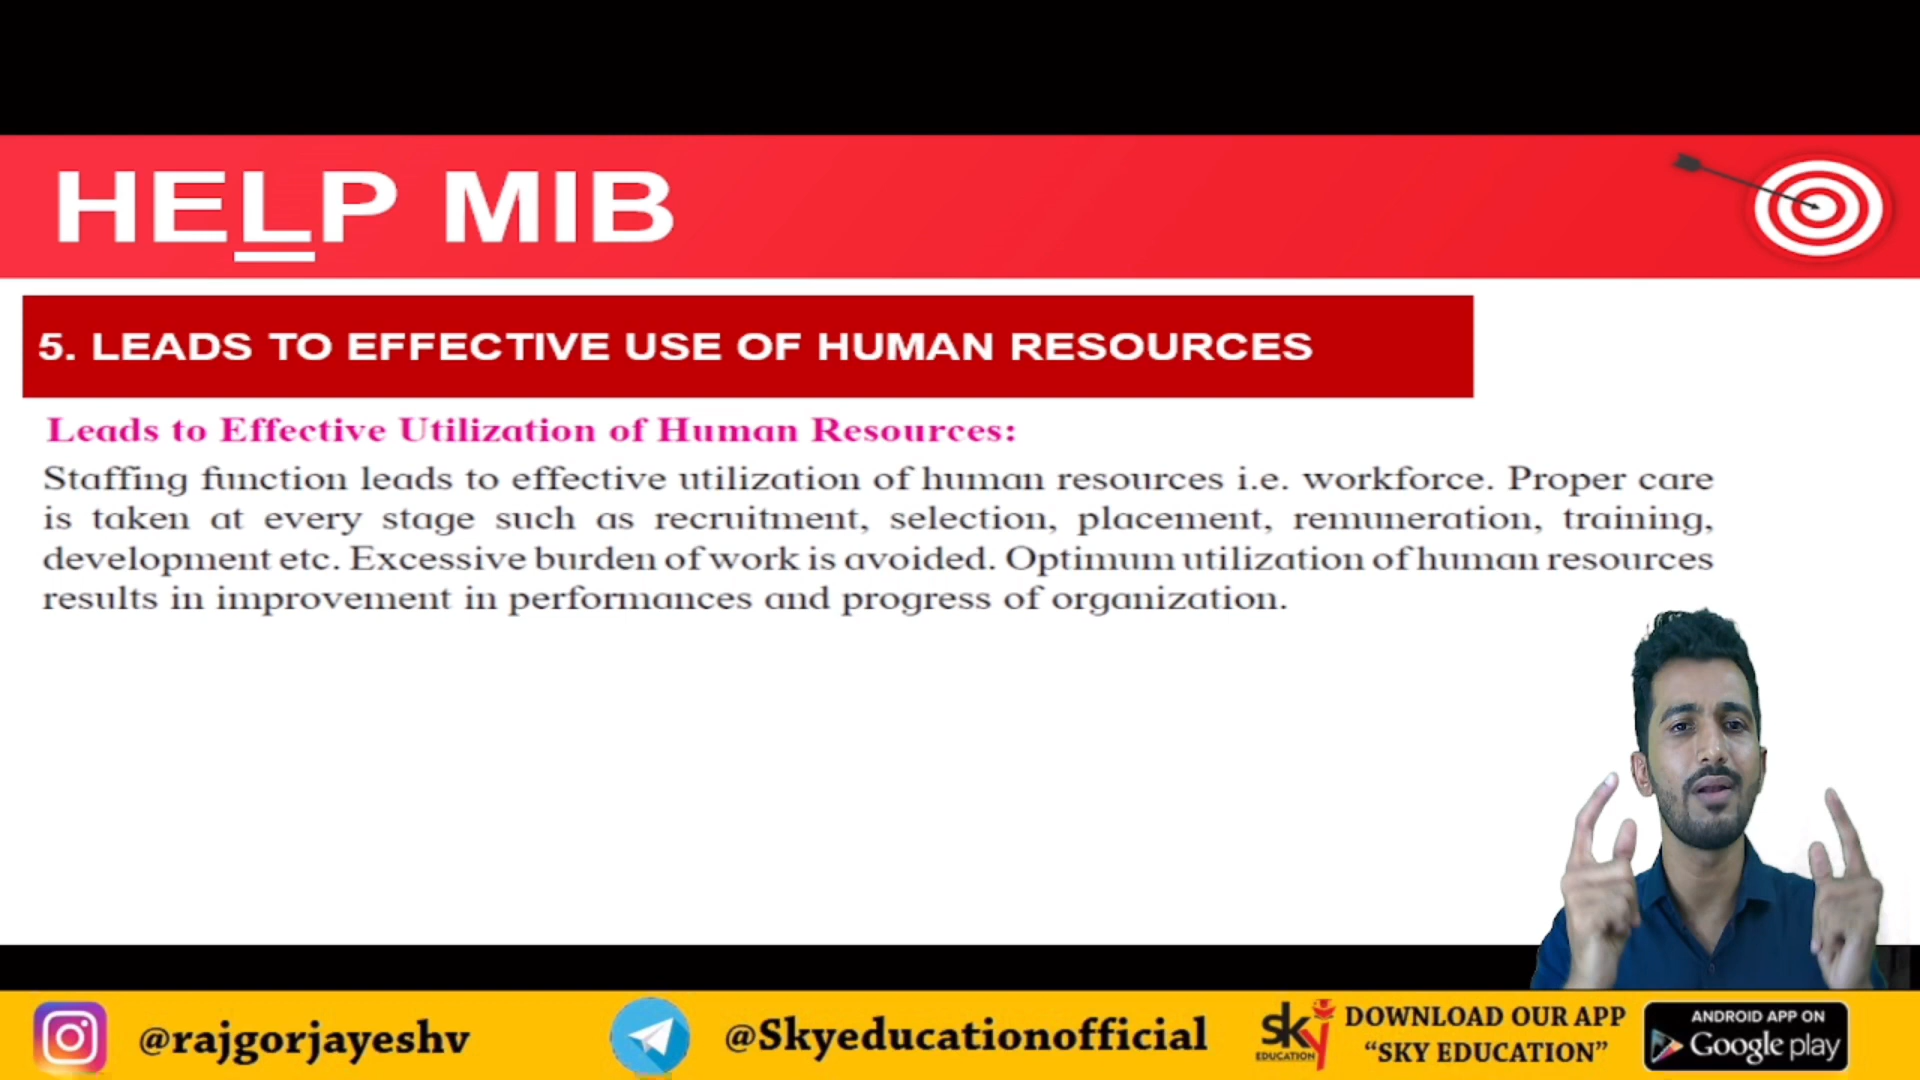 HELP MIB
5. LEADS TO EFFECTIVE USE OF HUMAN RESOURCES
Leads to Effective Utilization of Human Resources:
Staffing function leads to effective utilization of human resources i.e. workforce. Proper care
is taken at every stage such as recruitment, selection, placement, remuneration, training,
development etc. Excessive burden of work is avoided. Optimum utilization of human resources
results in improvement in performances and progress of organization.
@rajgorjayeshv
@Skyeducationofficial
sky
EDUCATION
DOWNLOAD OUR APP
“SKY EDUCATION”
ANDROID APP ON
Google play